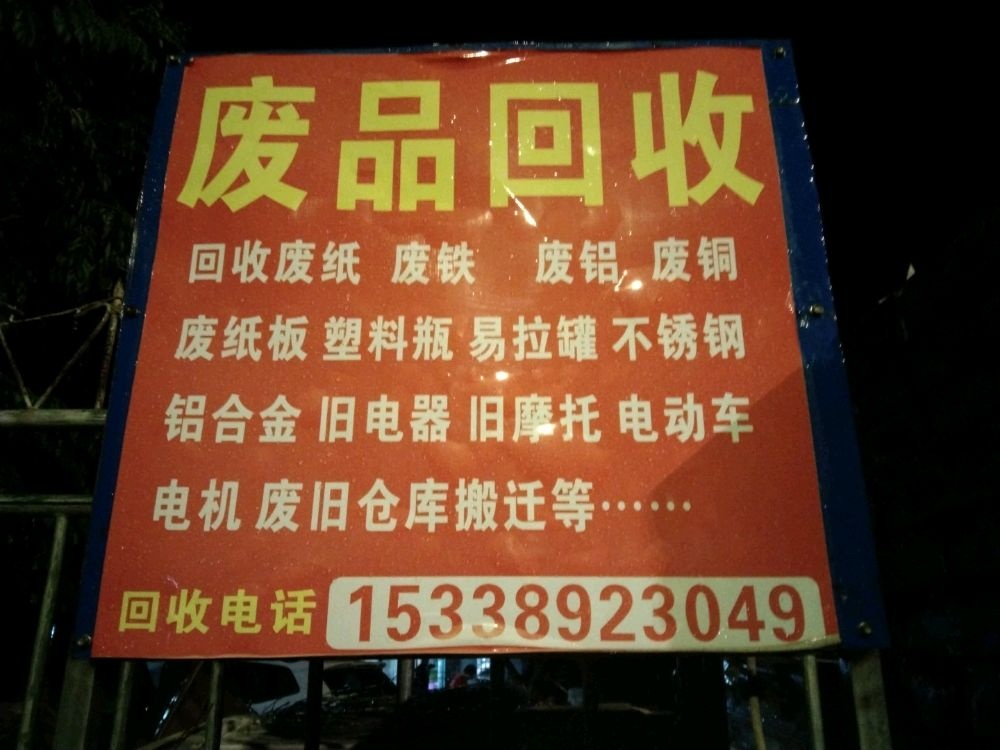 废品回收
回收废纸 废铁 废铝 废铜
废纸板 塑料瓶 易拉罐 不锈钢
铝合金 旧电器 旧摩托 电动车
电机 废旧仓库搬迁等……
回收电话 15338923049